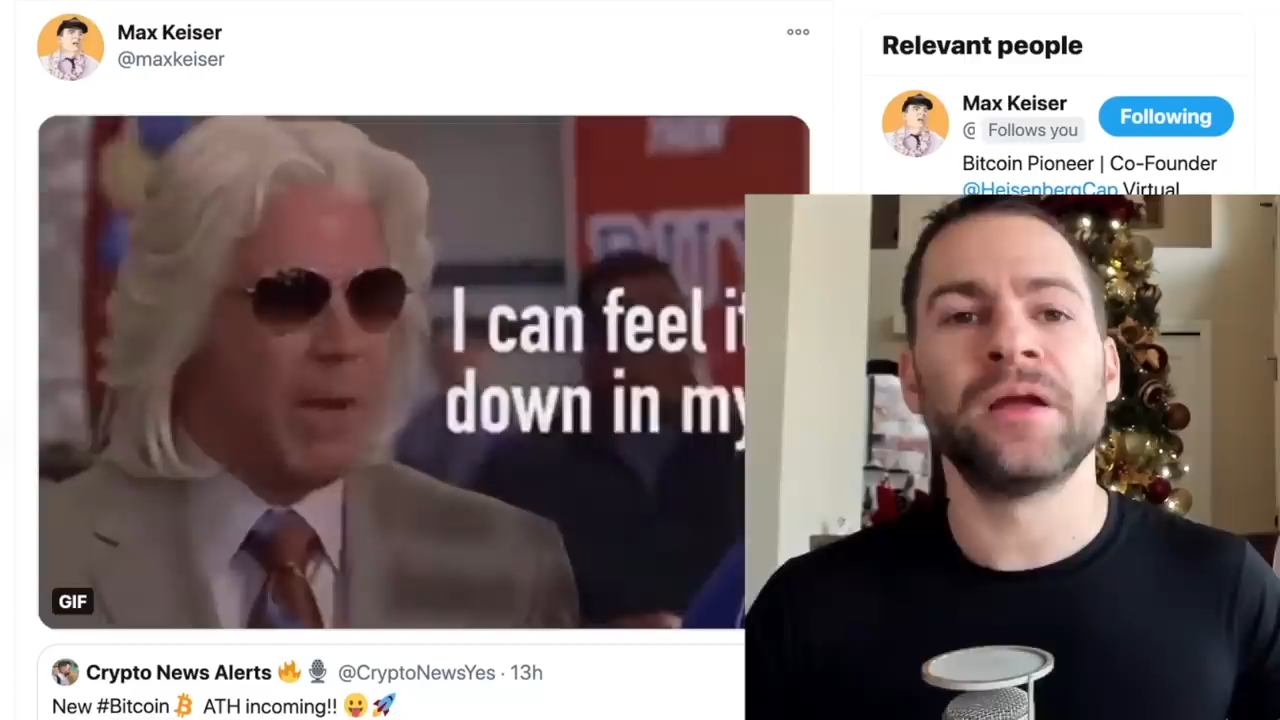 Max Keiser
@maxkeiser
I can feel
down in my
GIF
Crypto News Alerts @CryptoNewsYes · 13h
New #Bitcoin ATH incoming!!
Relevant people
Max Keiser
@ Follows you
Following
Bitcoin Pioneer | Co-Founder
@HeisenbergCap Virtual